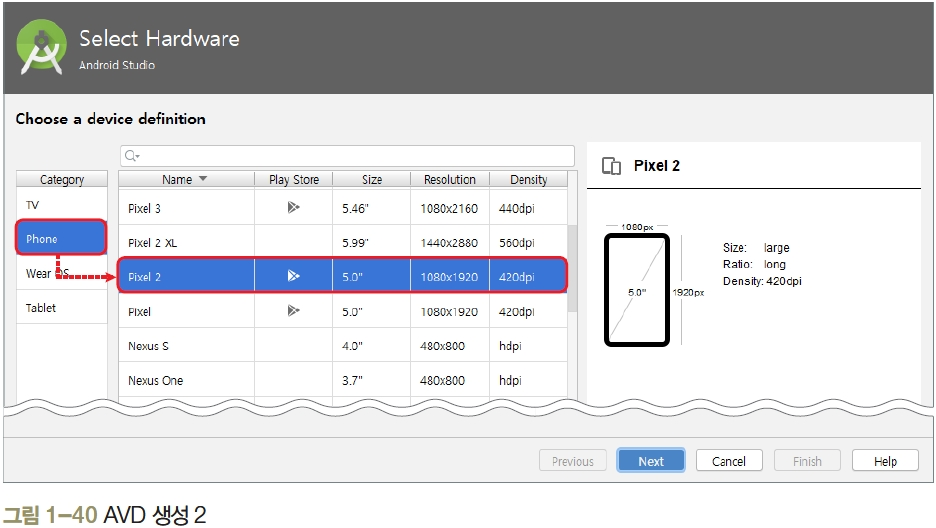 Select Hardware
Android Studio
Choose a device definition
Category
TV
Phone
Wear OS
Tablet
Name Play Store Size Resolution Density
Pixel 3 5.46" 1080x2160 440dpi
Pixel 2 XL 5.99" 1440x2880 560dpi
Pixel 2 5.0" 1080x1920 420dpi
Pixel 5.0" 1080x1920 420dpi
Nexus S 4.0" 480x800 hdpi
Nexus One 3.7" 480x800 hdpi
Pixel 2
1080px
5.0"
1920px
Size: large
Ratio: long
Density: 420dpi
Previous Next Cancel Finish Help
그림 1-40 AVD 생성 2